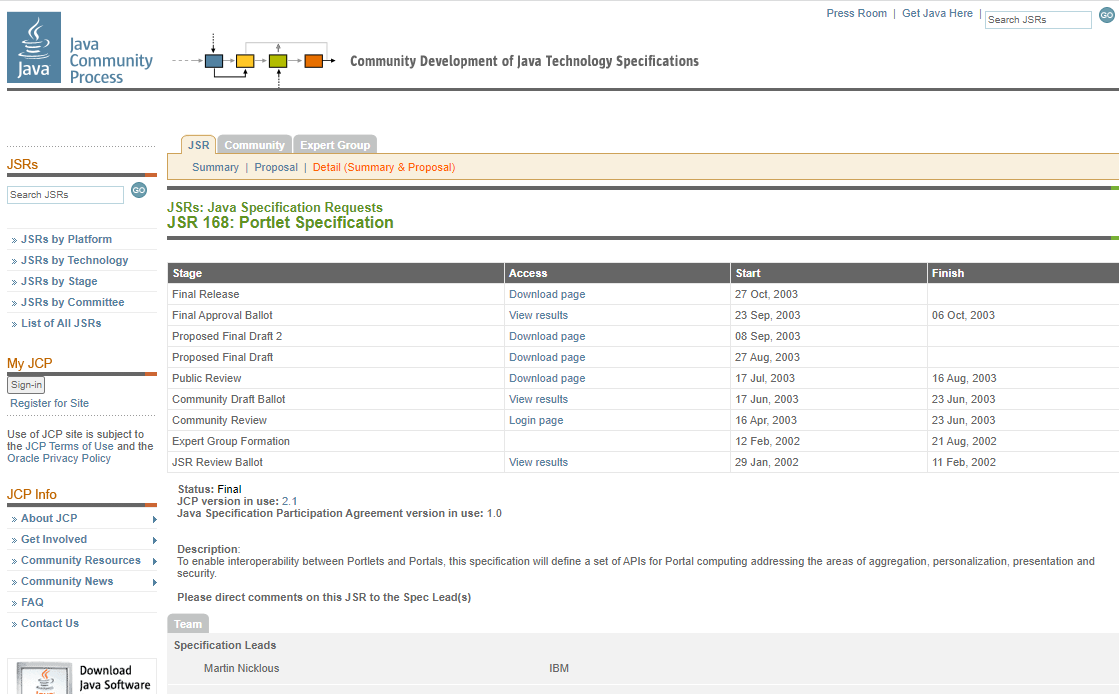 Press Room | Get Java Here | Search JSRs GO
Java
Java
Community
Process
Community Development of Java Technology Specifications
JSRs
Search JSRs GO
» JSRs by Platform
» JSRs by Technology
» JSRs by Stage
» JSRs by Committee
» List of All JSRs
My JCP
Sign-in
Register for Site
Use of JCP site is subject to
the JCP Terms of Use and the
Oracle Privacy Policy
JCP Info
» About JCP
» Get Involved
» Community Resources
» Community News
» FAQ
» Contact Us
Download
Java Software
JSR Community Expert Group
Summary | Proposal | Detail (Summary & Proposal)
JSRs: Java Specification Requests
JSR 168: Portlet Specification
Stage Access Start Finish
Final Release Download page 27 Oct, 2003
Final Approval Ballot View results 23 Sep, 2003 06 Oct, 2003
Proposed Final Draft 2 Download page 08 Sep, 2003
Proposed Final Draft Download page 27 Aug, 2003
Public Review Download page 17 Jul, 2003 16 Aug, 2003
Community Draft Ballot View results 17 Jun, 2003 23 Jun, 2003
Community Review Login page 16 Apr, 2003 23 Jun, 2003
Expert Group Formation 12 Feb, 2002 21 Aug, 2002
JSR Review Ballot View results 29 Jan, 2002 11 Feb, 2002
Status: Final
JCP version in use: 2.1
Java Specification Participation Agreement version in use: 1.0
Description:
To enable interoperability between Portlets and Portals, this specification will define a set of APIs for Portal computing addressing the areas of aggregation, personalization, presentation and
security.
Please direct comments on this JSR to the Spec Lead(s)
Team
Specification Leads
Martin Nicklous IBM